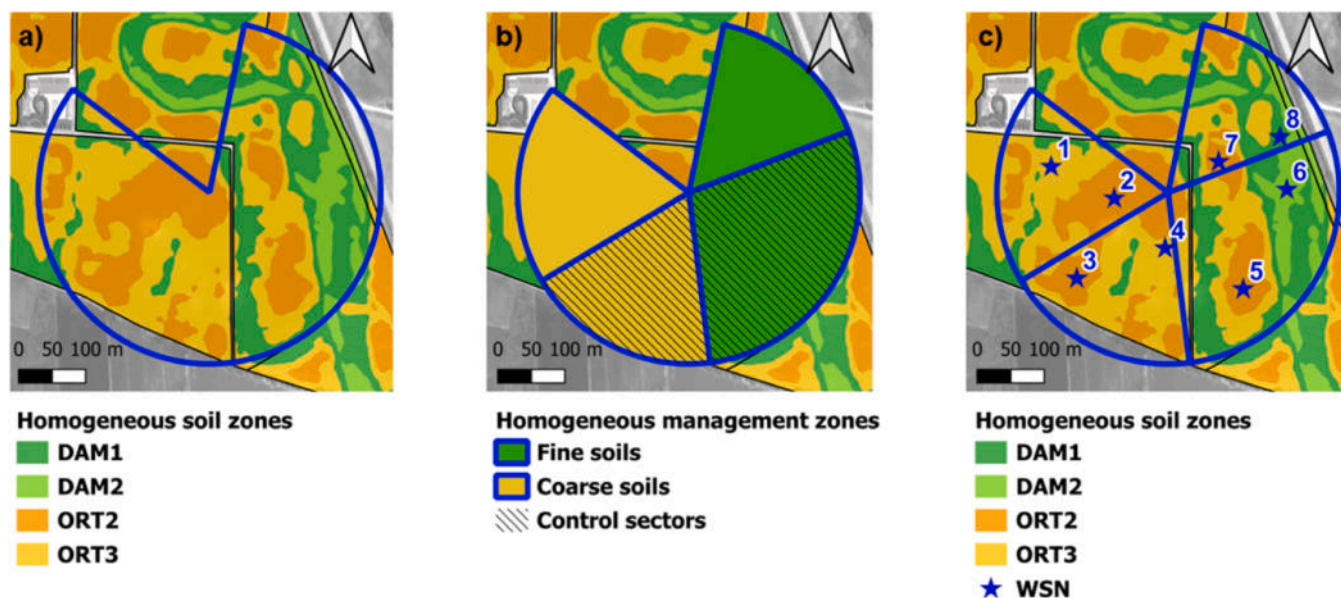 a)
0 50 100 m
Homogeneous soil zones
DAM1
DAM2
ORT2
ORT3
b)
0 50 100 m
Homogeneous management zones
Fine soils
Coarse soils
Control sectors
c)
1
2
3
4
5
6
7
8
0 50 100 m
Homogeneous soil zones
DAM1
DAM2
ORT2
ORT3
WSN